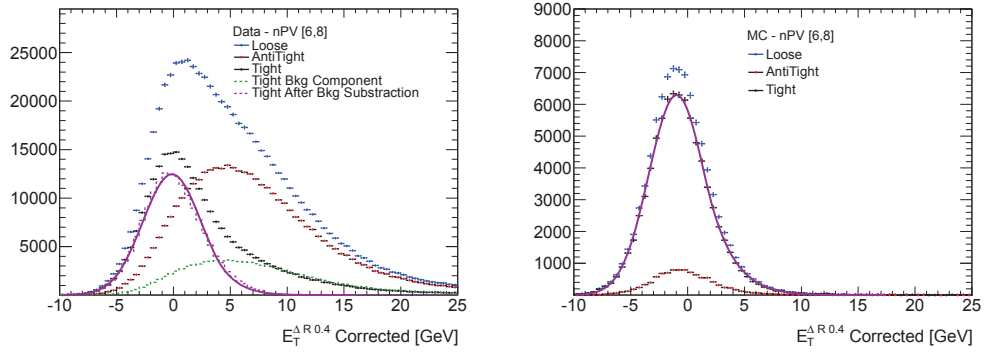 Data - nPV [6,8]
Loose
AntiTight
Tight
Tight Bkg Component
Tight After Bkg Substraction
25000
20000
15000
10000
5000
-10 -5 0 5 10 15 20 25
E_T^{Δ R 0.4} Corrected [GeV]
MC - nPV [6,8]
Loose
AntiTight
Tight
9000
8000
7000
6000
5000
4000
3000
2000
1000
0
-10 -5 0 5 10 15 20 25
E_T^{Δ R 0.4} Corrected [GeV]